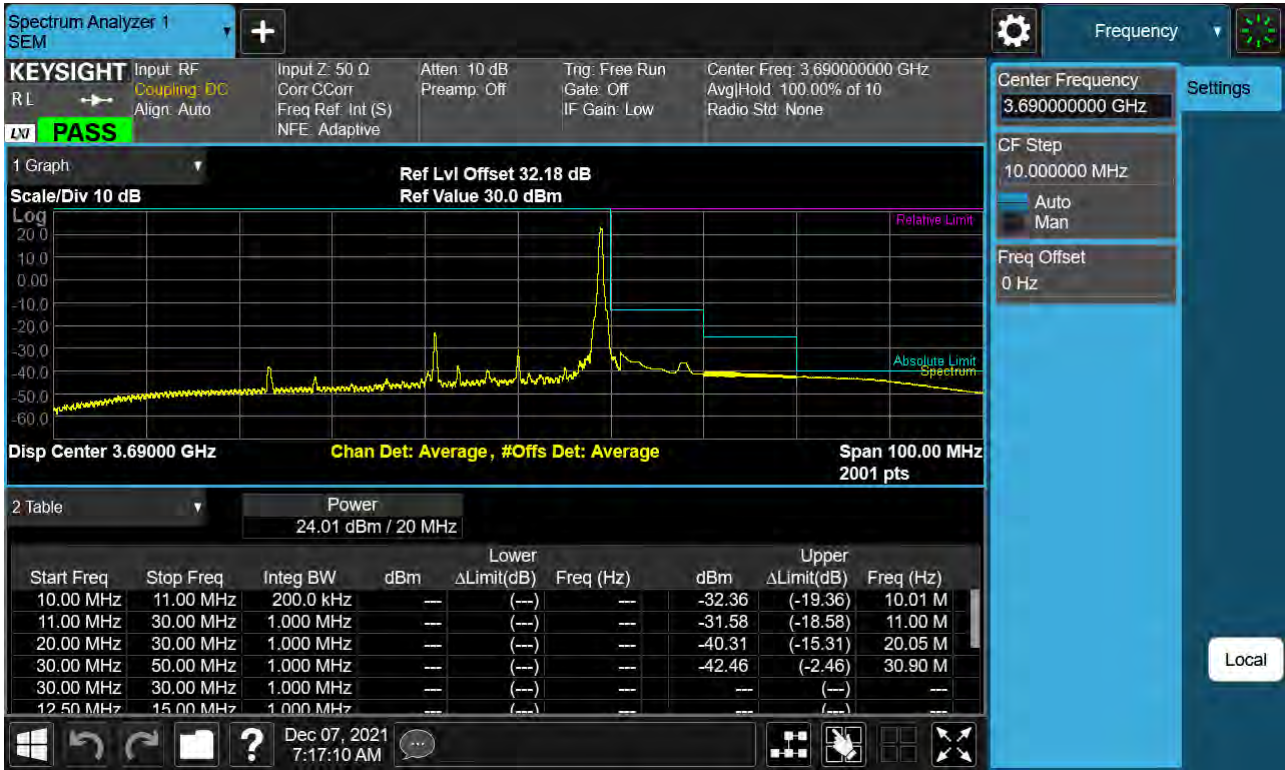 Spectrum Analyzer 1
SEM
Frequency
KEYSIGHT
RL
LXI
PASS
Input: RF
Coupling: DC
Align: Auto
Input Z: 50 Ω
Corr CCorr
Freq Ref: Int (S)
NFE: Adaptive
Atten: 10 dB
Preamp: Off
Trig: Free Run
Gate: Off
IF Gain: Low
Center Freq: 3.690000000 GHz
Avg|Hold: 100.00% of 10
Radio Std: None
Center Frequency
3.690000000 GHz
Settings
CF Step
10.000000 MHz
Auto
Man
Freq Offset
0 Hz
1 Graph
Scale/Div 10 dB
Ref Lvl Offset 32.18 dB
Ref Value 30.0 dBm
Log
20.0
10.0
0.00
-10.0
-20.0
-30.0
-40.0
-50.0
-60.0
Relative Limit
Absolute Limit
Spectrum
Disp Center 3.69000 GHz
Chan Det: Average, #Offs Det: Average
Span 100.00 MHz
2001 pts
2 Table
Power
24.01 dBm / 20 MHz
Lower Upper
Start Freq Stop Freq Integ BW dBm ΔLimit(dB) Freq (Hz) dBm ΔLimit(dB) Freq (Hz)
10.00 MHz 11.00 MHz 200.0 kHz --- (---) --- -32.36 (-19.36) 10.01 M
11.00 MHz 30.00 MHz 1.000 MHz --- (---) --- -31.58 (-18.58) 11.00 M
20.00 MHz 30.00 MHz 1.000 MHz --- (---) --- -40.31 (-15.31) 20.05 M
30.00 MHz 50.00 MHz 1.000 MHz --- (---) --- -42.46 (-2.46) 30.90 M
30.00 MHz 30.00 MHz 1.000 MHz --- (---) --- --- (---) ---
12.50 MHz 15.00 MHz 1.000 MHz --- (---) --- --- (---) ---
Local
?
Dec 07, 2021
7:17:10 AM